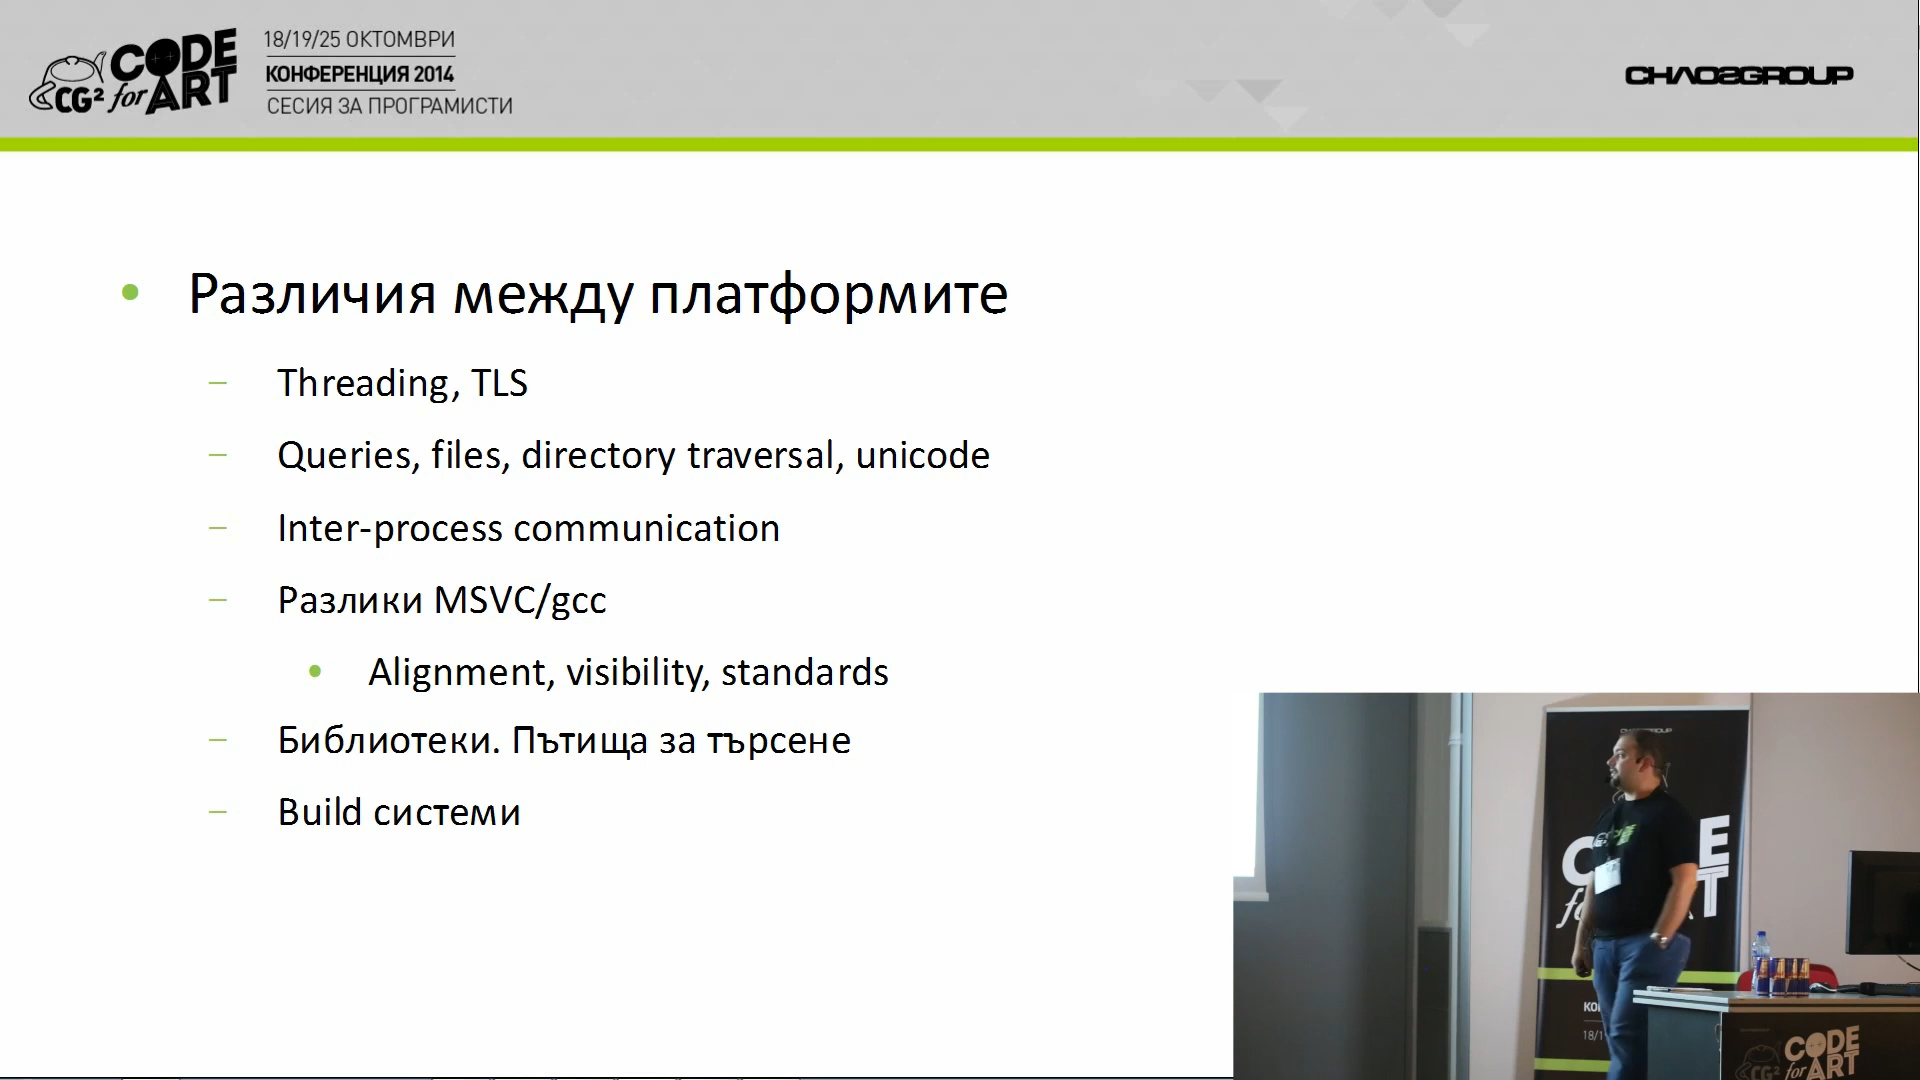 CODE
for ART
CG²
18/19/25 ОКТОМВРИ
КОНФЕРЕНЦИЯ 2014
СЕСИЯ ЗА ПРОГРАМИСТИ
CHAOSGROUP
• Различия между платформите
– Threading, TLS
– Queries, files, directory traversal, unicode
– Inter-process communication
– Разлики MSVC/gcc
• Alignment, visibility, standards
– Библиотеки. Пътища за търсене
– Build системи
CODE
for ART
CG²